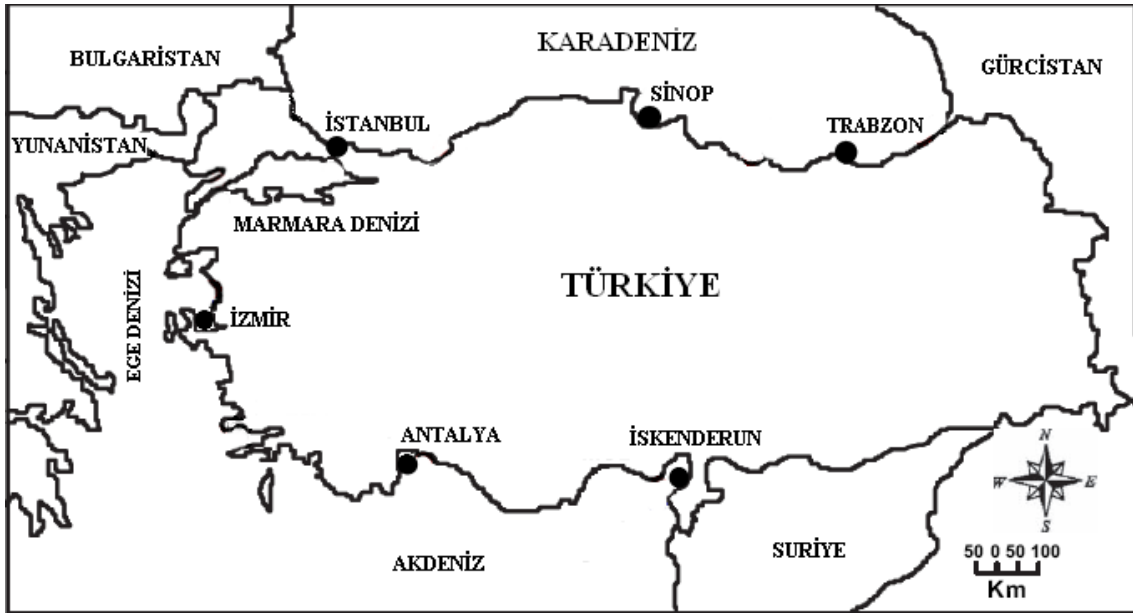 KARADENİZ
BULGARİSTAN
GÜRCİSTAN
SİNOP
İSTANBUL
TRABZON
YUNANİSTAN
MARMARA DENİZİ
TÜRKİYE
EGE DENİZİ
İZMİR
ANTALYA
İSKENDERUN
N
W
E
S
SURİYE
AKDENİZ
50 0 50 100
Km